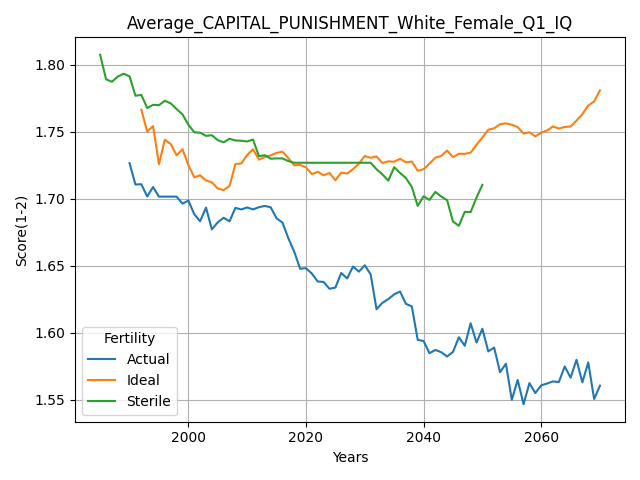 Average_CAPITAL_PUNISHMENT_White_Female_Q1_IQ
Score(1-2)
1.80
1.75
1.70
1.65
1.60
1.55
Fertility
Actual
Ideal
Sterile
2000
2020
2040
2060
Years